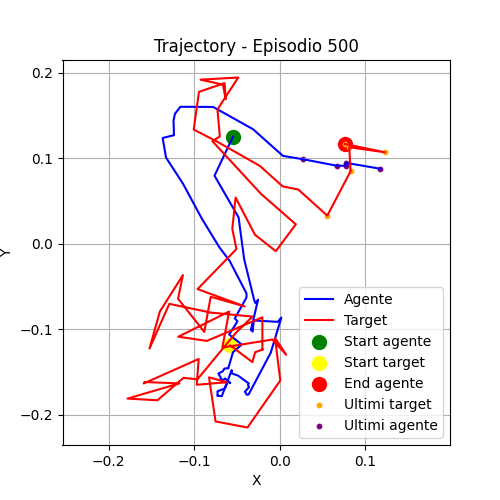 Trajectory - Episodio 500
0.2
0.1
0.0
−0.1
−0.2
Y
−0.2
−0.1
0.0
0.1
X
Agente
Target
Start agente
Start target
End agente
Ultimi target
Ultimi agente